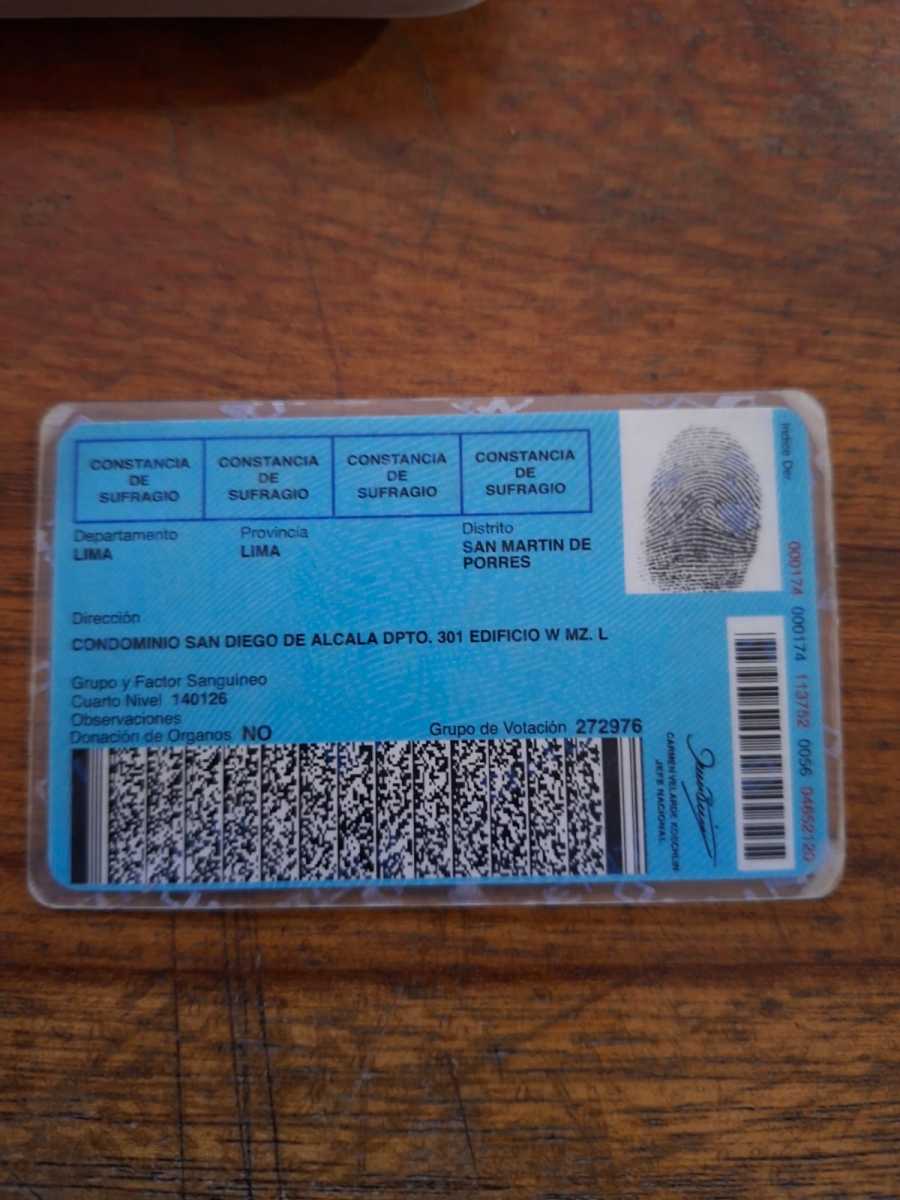 CONSTANCIA DE SUFRAGIO
CONSTANCIA DE SUFRAGIO
CONSTANCIA DE SUFRAGIO
CONSTANCIA DE SUFRAGIO
Indice Der
Departamento
LIMA
Provincia
LIMA
Distrito
SAN MARTIN DE
PORRES
Dirección
CONDOMINIO SAN DIEGO DE ALCALA DPTO. 301 EDIFICIO W MZ. L
Grupo y Factor Sanguineo
Cuarto Nivel 140126
Observaciones
Donación de Organos NO
Grupo de Votación 272976
CARMEN VELARDE KOECHLIN
JEFE NACIONAL
000174 000174 113752 0056 04652120